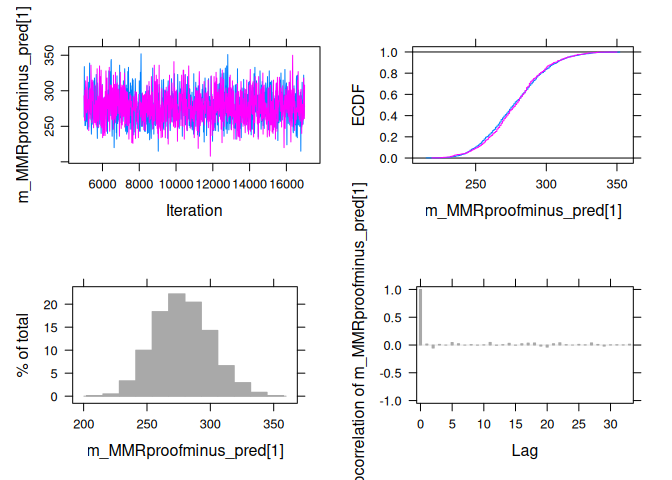 m_MMRproofminus_pred[1]
350
300
250
6000 8000 10000 12000 14000 16000
Iteration
ECDF
1.0
0.8
0.6
0.4
0.2
0.0
250 300 350
m_MMRproofminus_pred[1]
% of total
20
15
10
5
0
200 250 300 350
m_MMRproofminus_pred[1]
ocorrelation of m_MMRproofminus_pred[1]
1.0
0.5
0.0
-0.5
-1.0
0 5 10 15 20 25 30
Lag